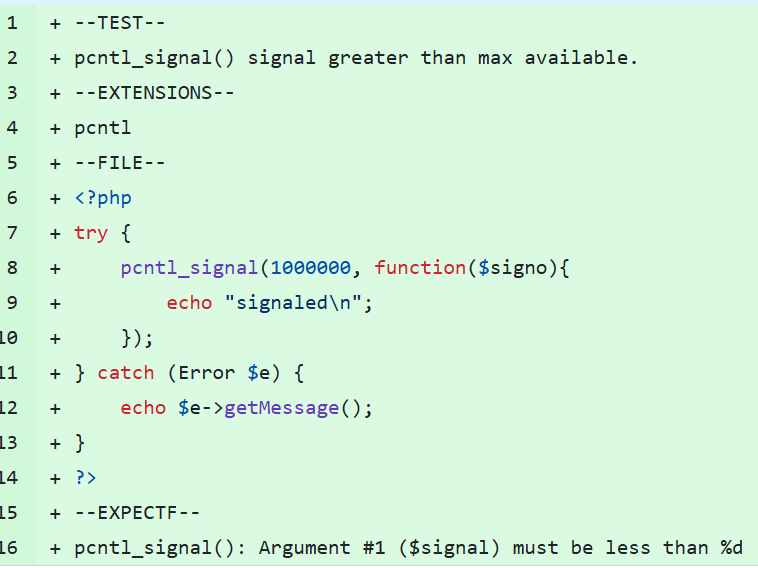 1 + --TEST--
2 + pcntl_signal() signal greater than max available.
3 + --EXTENSIONS--
4 + pcntl
5 + --FILE--
6 + <?php
7 + try {
8 +     pcntl_signal(1000000, function($signo){
9 +         echo "signaled\n";
10 +     });
11 + } catch (Error $e) {
12 +     echo $e->getMessage();
13 + }
14 + ?>
15 + --EXPECTF--
16 + pcntl_signal(): Argument #1 ($signal) must be less than %d